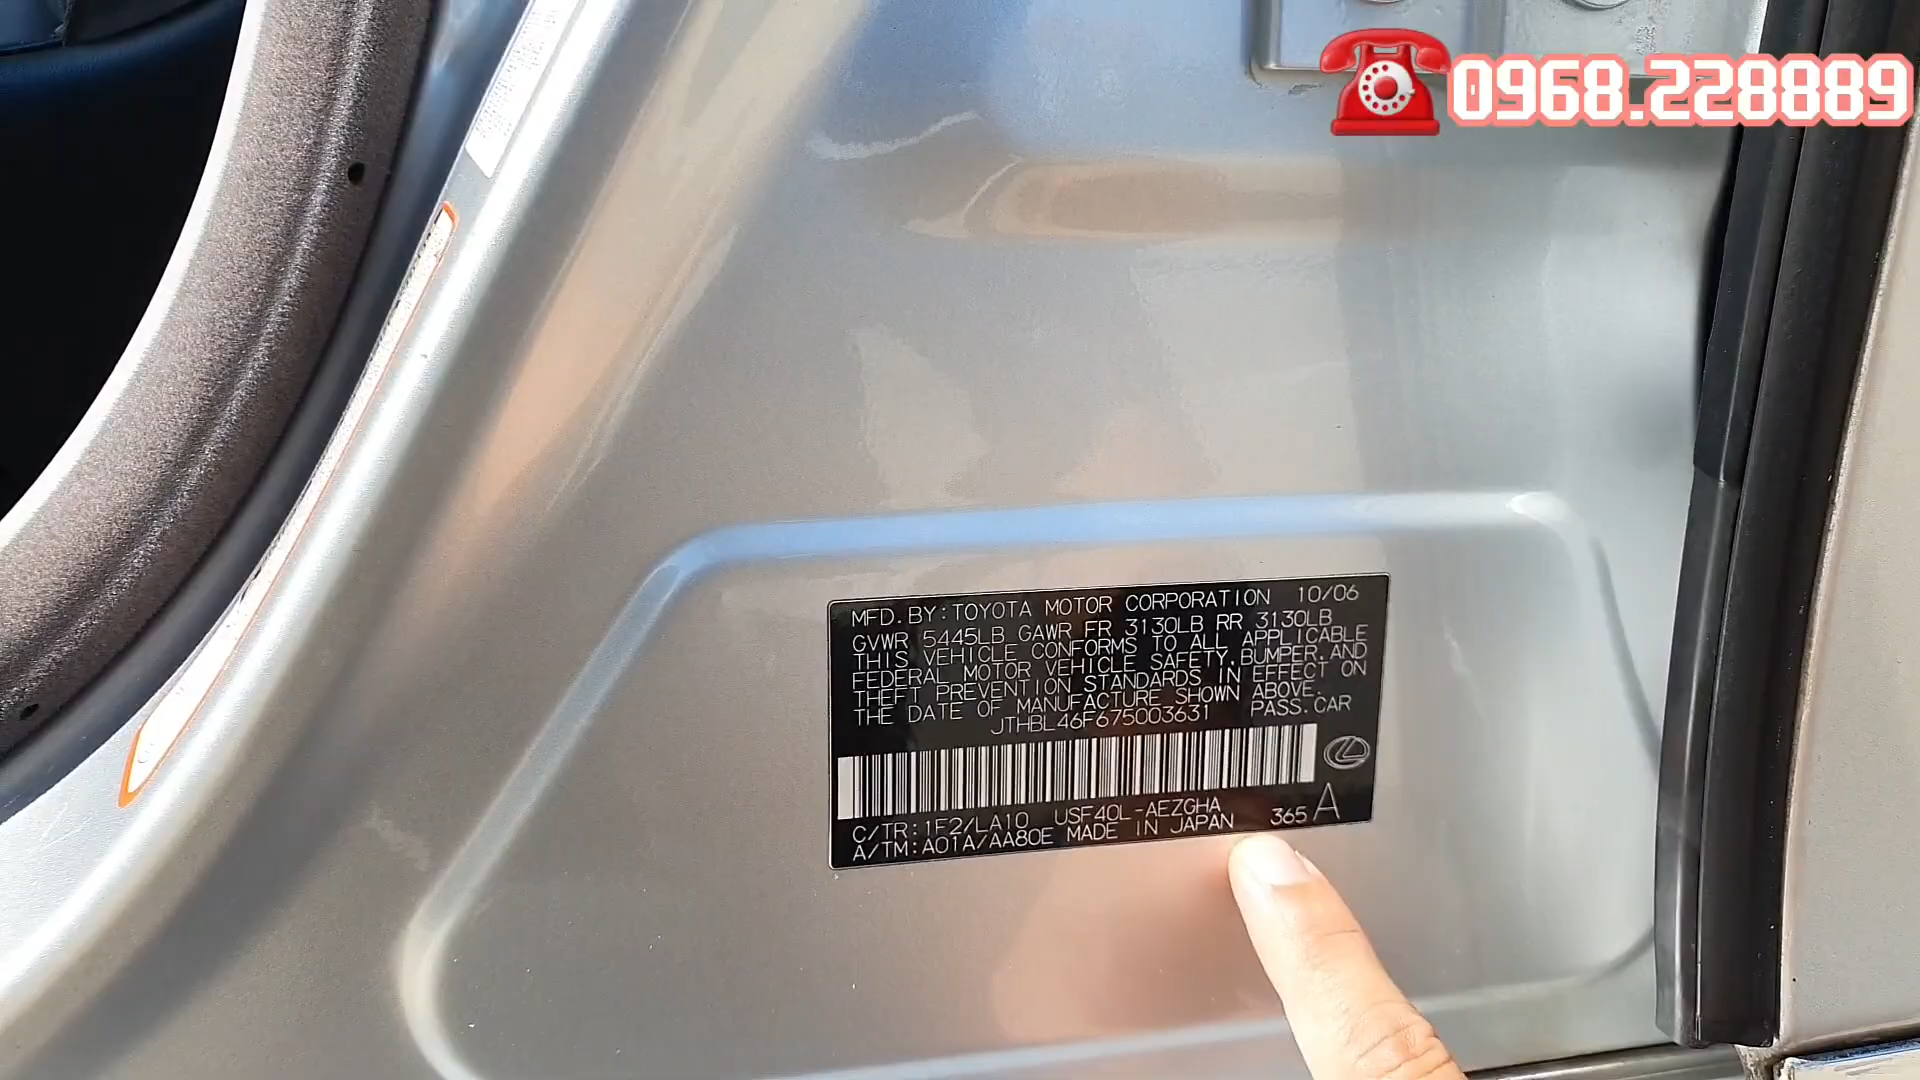 0968.228889
MFD. BY: TOYOTA MOTOR CORPORATION 10/06
GVWR 5445LB GAWR FR 3130LB RR 3130LB
THIS VEHICLE CONFORMS TO ALL APPLICABLE
FEDERAL MOTOR VEHICLE SAFETY, BUMPER, AND
THEFT PREVENTION STANDARDS IN EFFECT ON
THE DATE OF MANUFACTURE SHOWN ABOVE.
JTHBL46F675003631 PASS. CAR
C/TR: 1F2/LA10 USF40L-AEZGHA
A/TM: A01A/AA80E MADE IN JAPAN 365 A